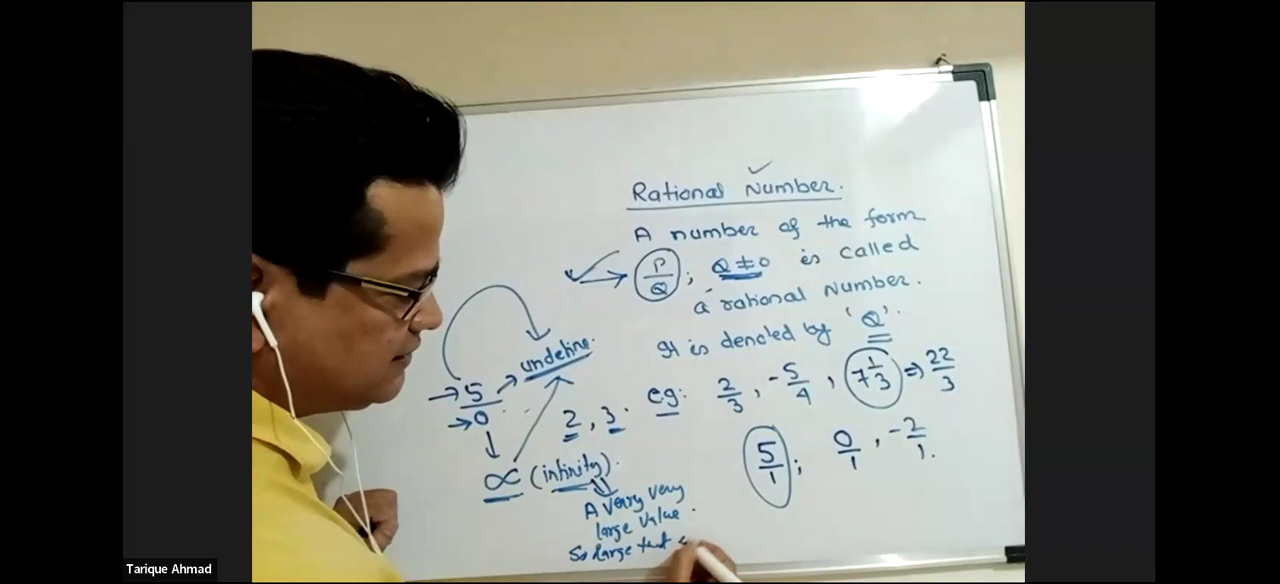 Rational Number.
A number of the form
P/Q ; Q ≠ 0 is called
a rational Number.
It is denoted by 'Q'.
eg: 2/3, -5/4, 7 1/3 ⇒ 22/3
5/1; 0/1, -2/1.
5/0 → undefine.
2, 3.
∝ (infinity).
A verry very
large value.
So large that
Tarique Ahmad